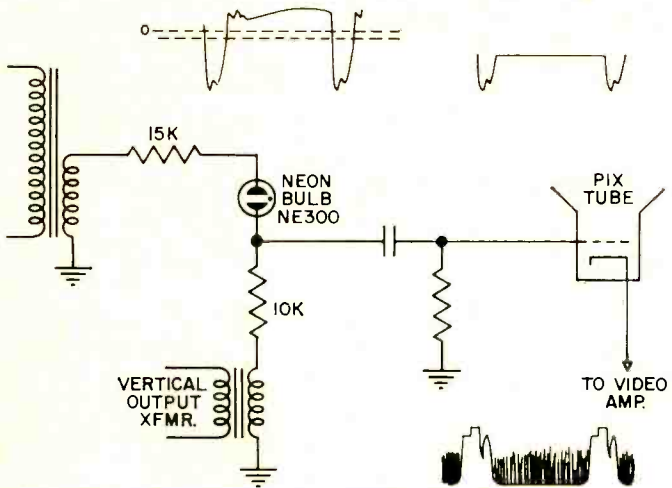 0
15K
NEON
BULB
NE300
PIX
TUBE
10K
VERTICAL
OUTPUT
XFMR.
TO VIDEO
AMP.